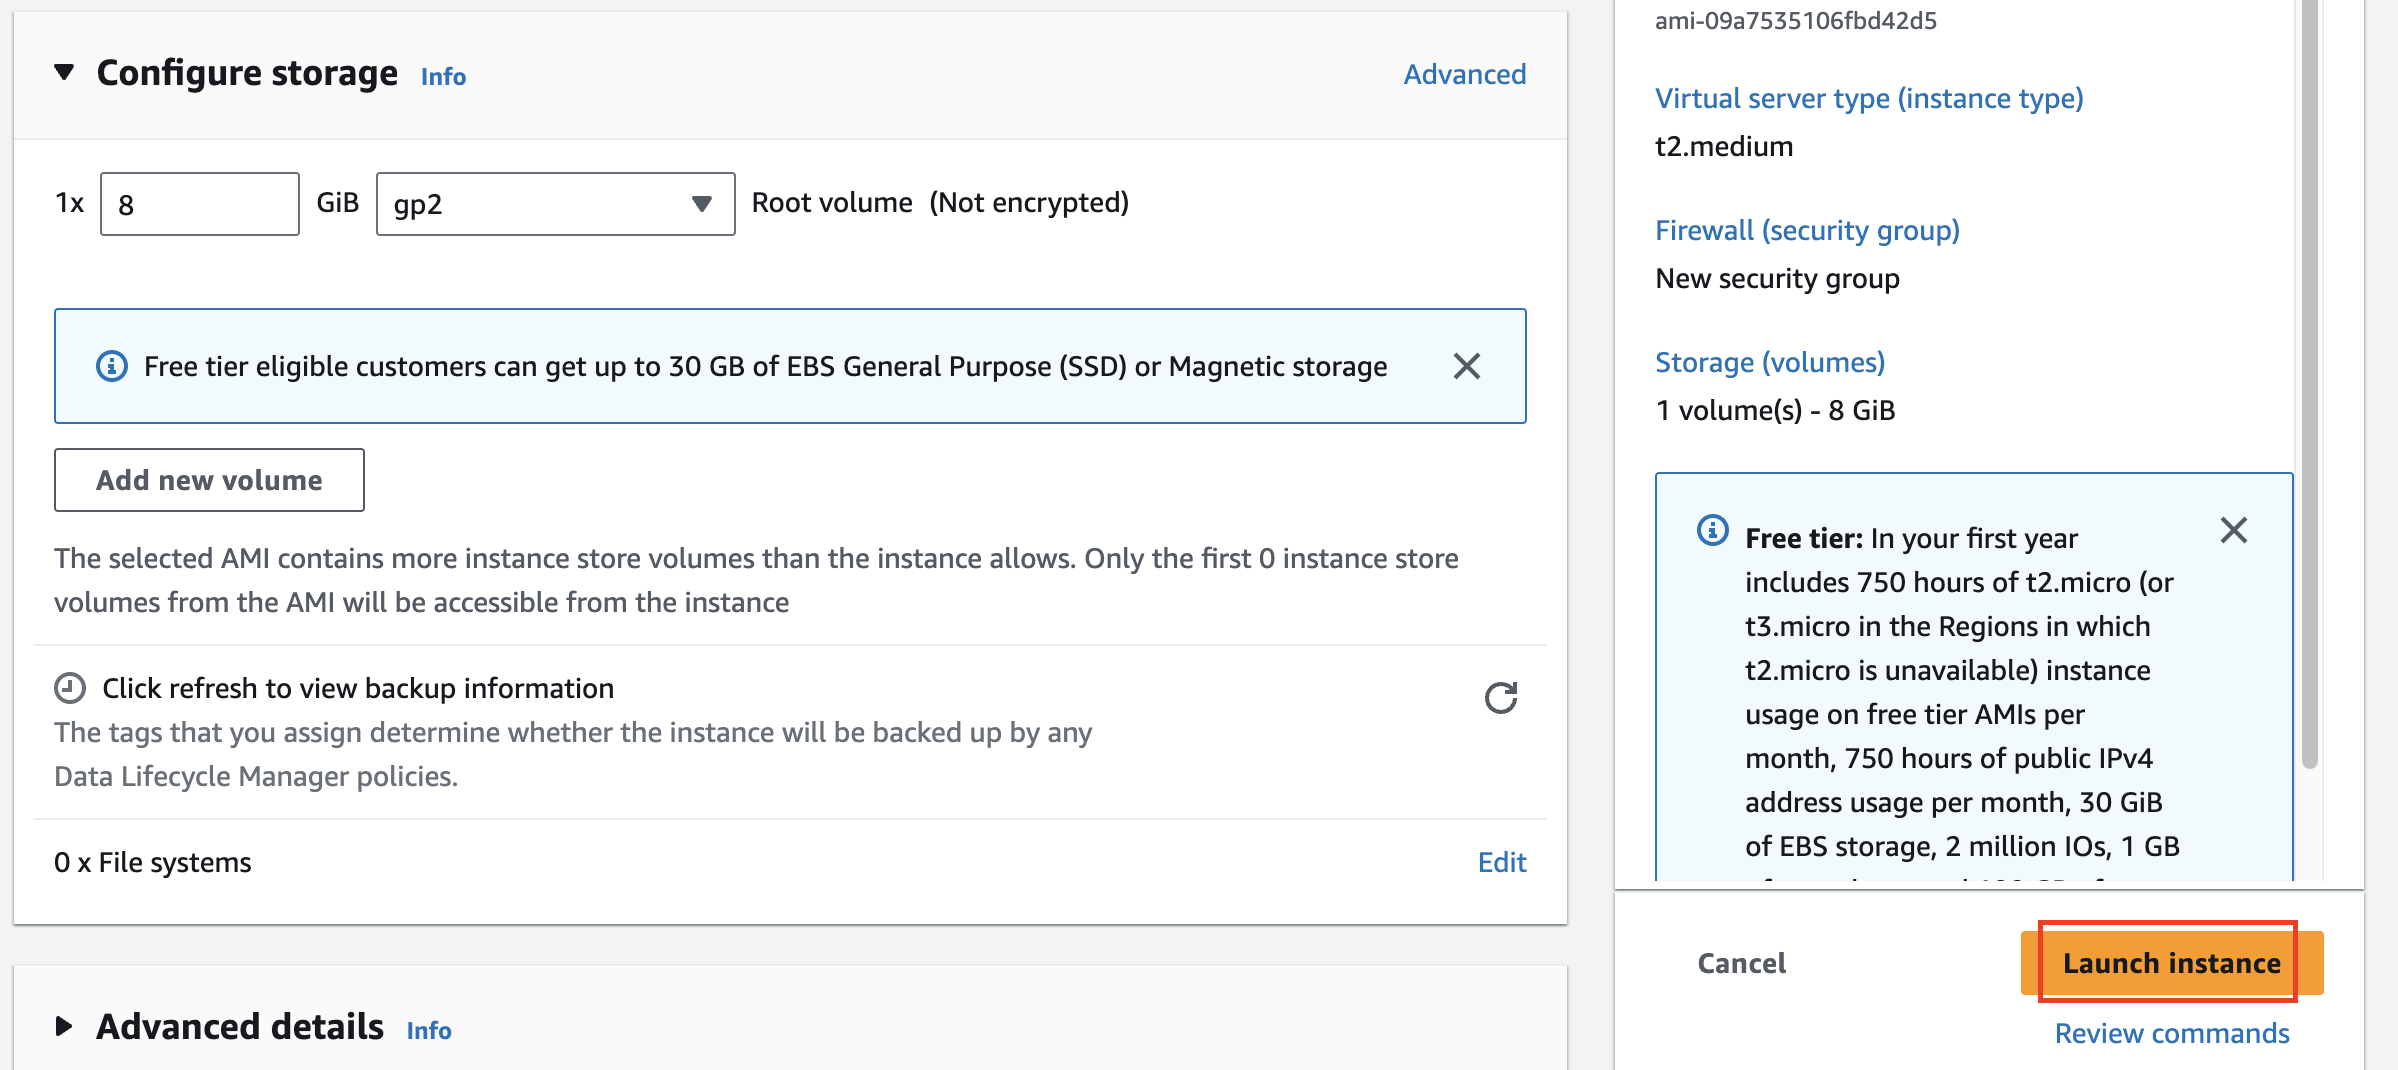 Configure storage Info
Advanced
1x 8 GiB gp2 Root volume (Not encrypted)
Free tier eligible customers can get up to 30 GB of EBS General Purpose (SSD) or Magnetic storage
Add new volume
The selected AMI contains more instance store volumes than the instance allows. Only the first 0 instance store
volumes from the AMI will be accessible from the instance
Click refresh to view backup information
The tags that you assign determine whether the instance will be backed up by any
Data Lifecycle Manager policies.
0 x File systems
Edit
Advanced details Info
ami-09a7535106fbd42d5
Virtual server type (instance type)
t2.medium
Firewall (security group)
New security group
Storage (volumes)
1 volume(s) - 8 GiB
Free tier: In your first year
includes 750 hours of t2.micro (or
t3.micro in the Regions in which
t2.micro is unavailable) instance
usage on free tier AMIs per
month, 750 hours of public IPv4
address usage per month, 30 GiB
of EBS storage, 2 million IOs, 1 GB
Cancel
Launch instance
Review commands